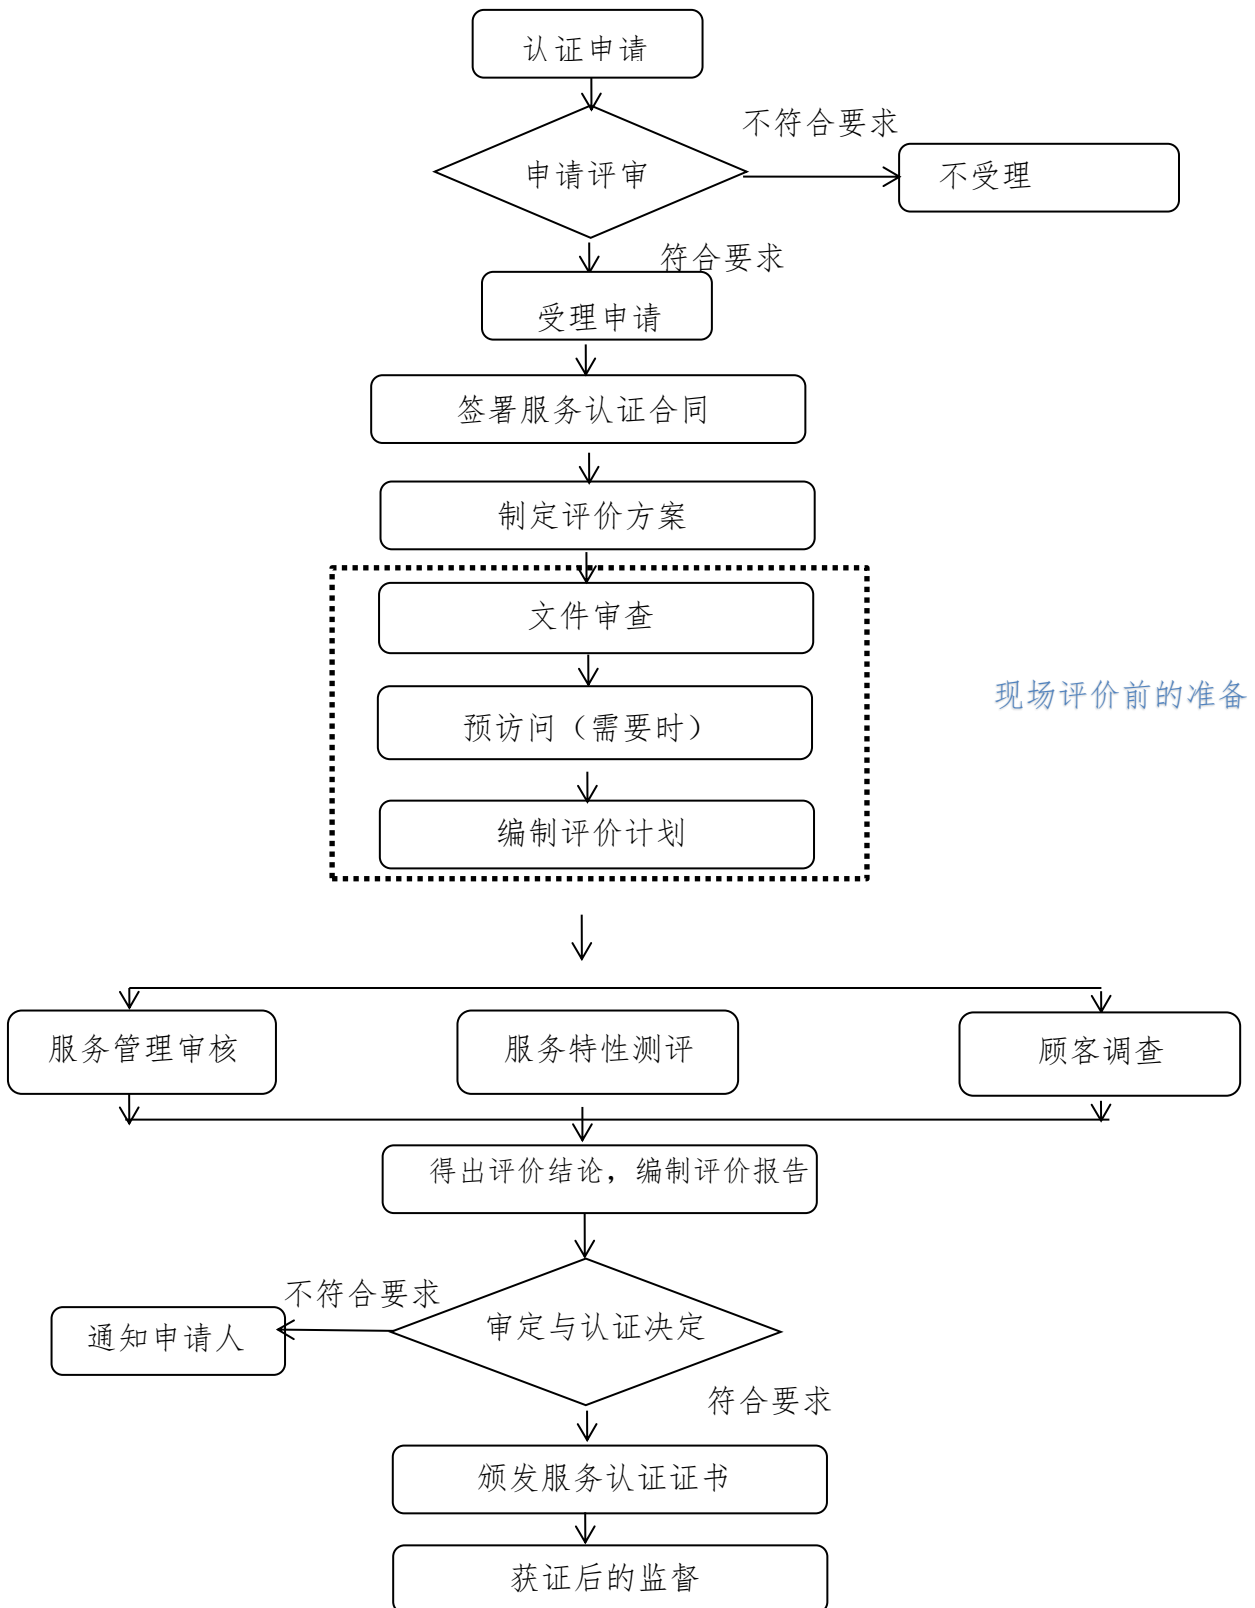 认证申请
不符合要求
申请评审
不受理
符合要求
受理申请
签署服务认证合同
制定评价方案
文件审查
现场评价前的准备
预访问（需要时）
编制评价计划
服务管理审核
服务特性测评
顾客调查
得出评价结论，编制评价报告
不符合要求
审定与认证决定
通知申请人
符合要求
颁发服务认证证书
获证后的监督